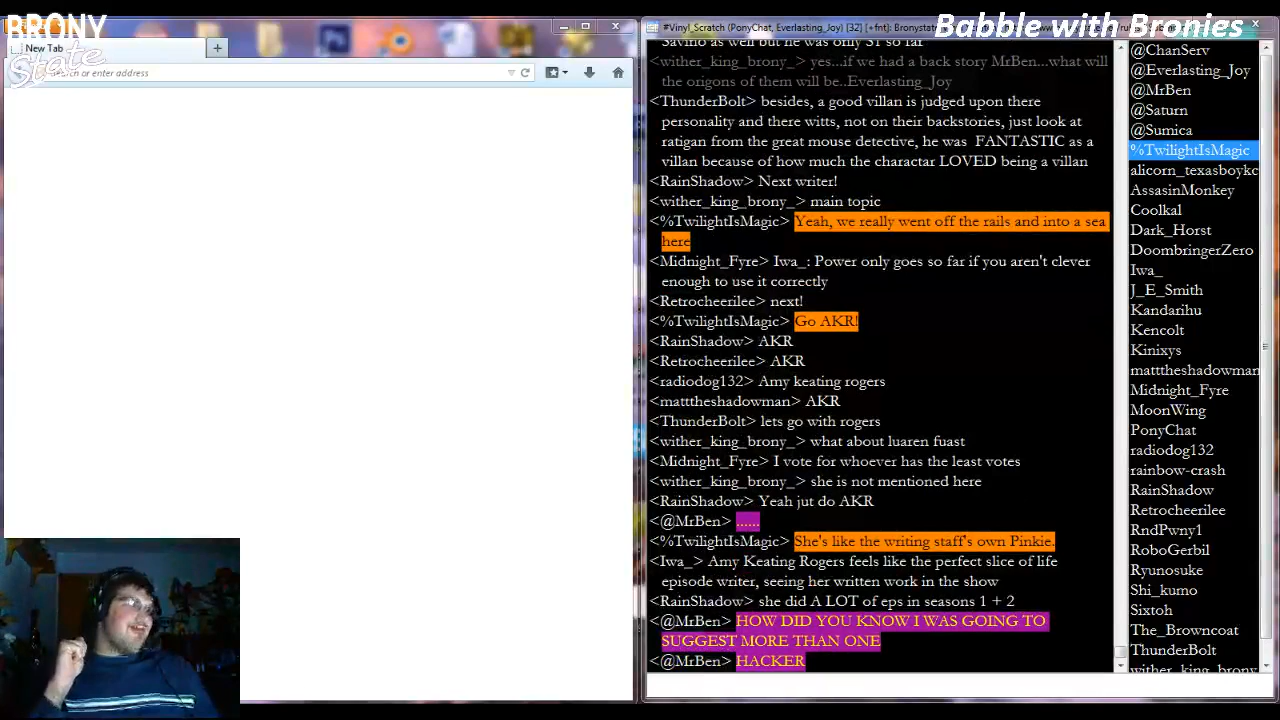 BRONY
State
New Tab
Search or enter address
#Vinyl_Scratch (PonyChat, Everlasting_Joy) [32] [+fnt]: Bronystate
Babble with Bronies
Savino as well but he was only S1 so far
<wither_king_brony_> yes...if we had a back story MrBen...what will
the origons of them will be..Everlasting_Joy
<ThunderBolt> besides, a good villan is judged upon there
personality and there witts, not on their backstories, just look at
ratigan from the great mouse detective, he was  FANTASTIC as a
villan because of how much the charactar LOVED being a villan
<RainShadow> Next writer!
<wither_king_brony_> main topic
<%TwilightIsMagic> Yeah, we really went off the rails and into a sea
here
<Midnight_Fyre> Iwa_: Power only goes so far if you aren't clever
enough to use it correctly
<Retrocheerilee> next!
<%TwilightIsMagic> Go AKR!
<RainShadow> AKR
<Retrocheerilee> AKR
<radiodog132> Amy keating rogers
<matttheshadowman> AKR
<ThunderBolt> lets go with rogers
<wither_king_brony_> what about luaren fuast
<Midnight_Fyre> I vote for whoever has the least votes
<wither_king_brony_> she is not mentioned here
<RainShadow> Yeah jut do AKR
<@MrBen> ......
<%TwilightIsMagic> She's like the writing staff's own Pinkie.
<Iwa_> Amy Keating Rogers feels like the perfect slice of life
episode writer, seeing her written work in the show
<RainShadow> she did A LOT of eps in seasons 1 + 2
<@MrBen> HOW DID YOU KNOW I WAS GOING TO
SUGGEST MORE THAN ONE
<@MrBen> HACKER
@ChanServ
@Everlasting_Joy
@MrBen
@Saturn
@Sumica
%TwilightIsMagic
alicorn_texasboykc
AssasinMonkey
Coolkal
Dark_Horst
DoombringerZero
Iwa_
J_E_Smith
Kandarihu
Kencolt
Kinixys
matttheshadowman
Midnight_Fyre
MoonWing
PonyChat
radiodog132
rainbow-crash
RainShadow
Retrocheerilee
RndPwny1
RoboGerbil
Ryunosuke
Shi_kumo
Sixtoh
The_Browncoat
ThunderBolt
wither_king_brony